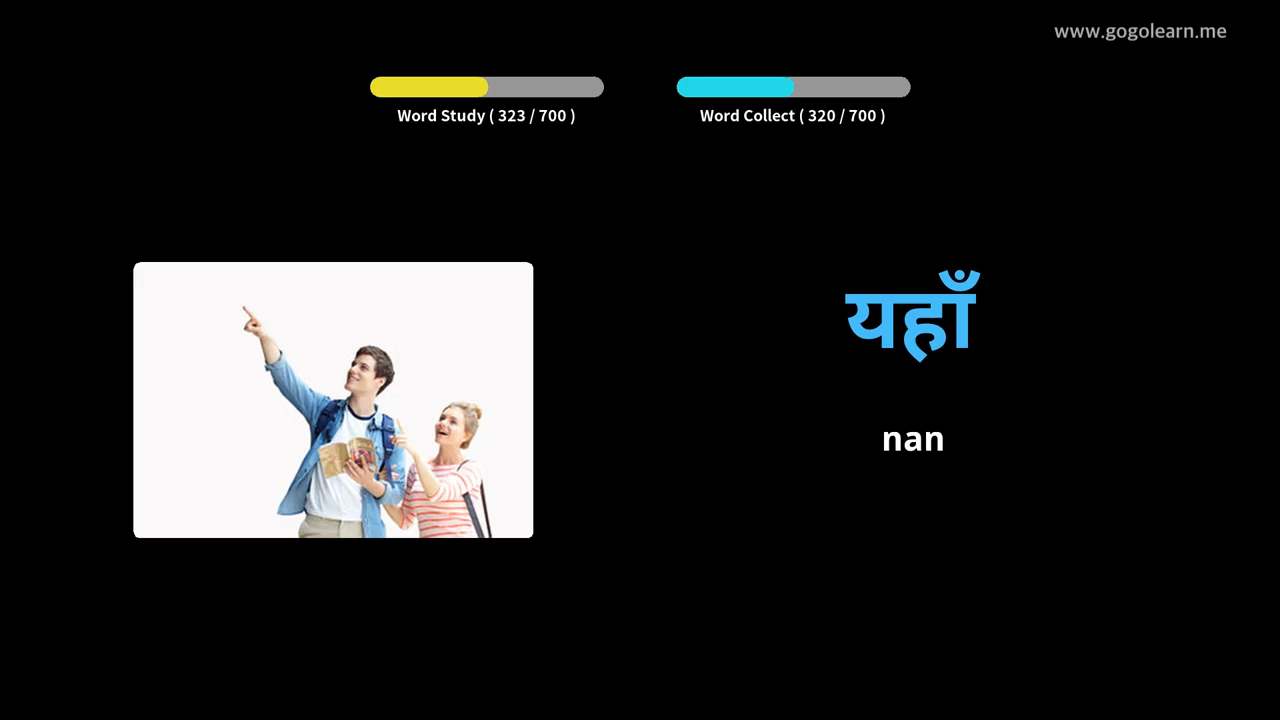 www.gogolearn.me
Word Study ( 323 / 700 )
Word Collect ( 320 / 700 )
यहाँ
nan